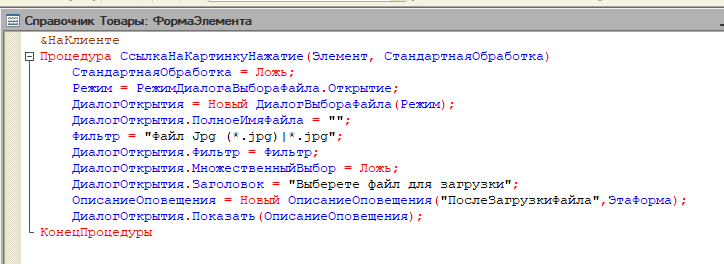 Справочник Товары: ФормаЭлемента
&НаКлиенте
Процедура СсылкаНаКартинкуНажатие(Элемент, СтандартнаяОбработка)
СтандартнаяОбработка = Ложь;
Режим = РежимДиалогаВыбораФайла.Открытие;
ДиалогОткрытия = Новый ДиалогВыбораФайла(Режим);
ДиалогОткрытия.ПолноеИмяФайла = "";
Фильтр = "Файл Jpg (*.jpg)|*.jpg";
ДиалогОткрытия.Фильтр = Фильтр;
ДиалогОткрытия.МножественныйВыбор = Ложь;
ДиалогОткрытия.Заголовок = "Выберете файл для загрузки";
ОписаниеОповещения = Новый ОписаниеОповещения("ПослеЗагрузкиФайла",ЭтаФорма);
ДиалогОткрытия.Показать(ОписаниеОповещения);
КонецПроцедуры